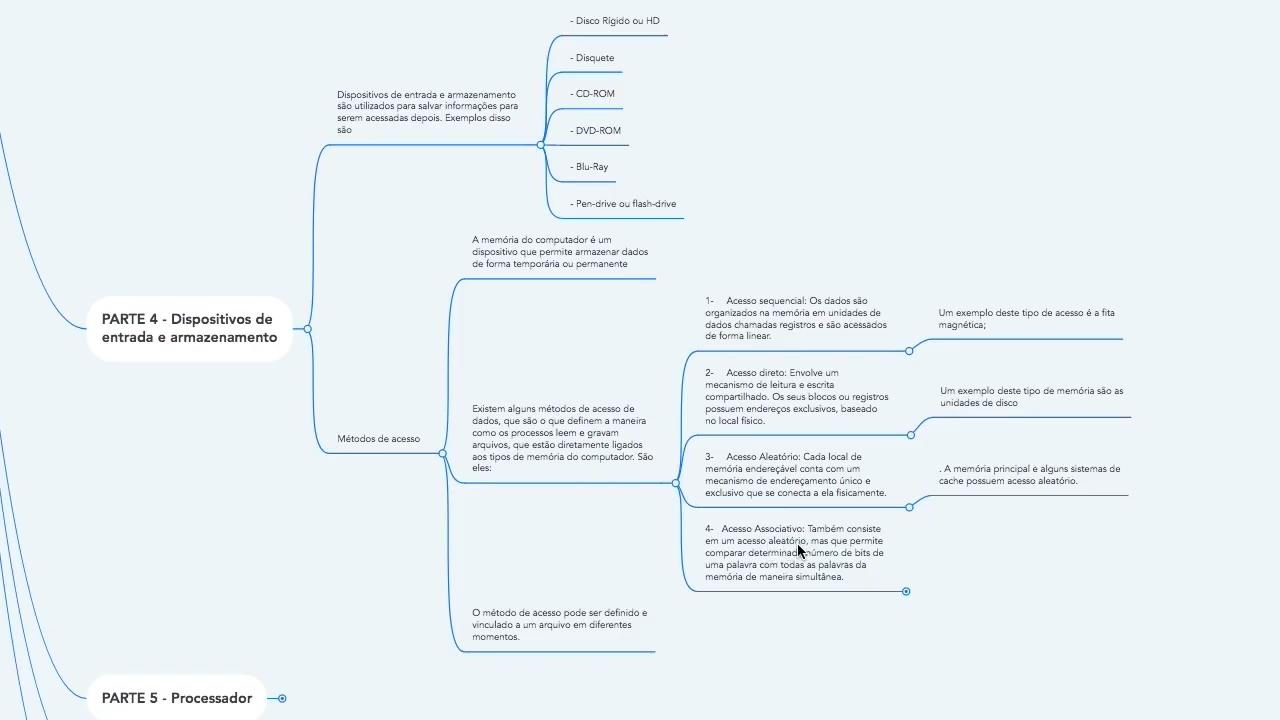 - Disco Rígido ou HD
- Disquete
- CD-ROM
- DVD-ROM
- Blu-Ray
- Pen-drive ou flash-drive
Dispositivos de entrada e armazenamento
são utilizados para salvar informações para
serem acessadas depois. Exemplos disso
são
A memória do computador é um
dispositivo que permite armazenar dados
de forma temporária ou permanente
PARTE 4 - Dispositivos de
entrada e armazenamento
Métodos de acesso
Existem alguns métodos de acesso de
dados, que são o que definem a maneira
como os processos leem e gravam
arquivos, que estão diretamente ligados
aos tipos de memória do computador. São
eles:
1- Acesso sequencial: Os dados são
organizados na memória em unidades de
dados chamadas registros e são acessados
de forma linear.
Um exemplo deste tipo de acesso é a fita
magnética;
2- Acesso direto: Envolve um
mecanismo de leitura e escrita
compartilhado. Os seus blocos ou registros
possuem endereços exclusivos, baseado
no local físico.
Um exemplo deste tipo de memória são as
unidades de disco
3- Acesso Aleatório: Cada local de
memória endereçável conta com um
mecanismo de endereçamento único e
exclusivo que se conecta a ela fisicamente.
. A memória principal e alguns sistemas de
cache possuem acesso aleatório.
4- Acesso Associativo: Também consiste
em um acesso aleatório, mas que permite
comparar determinado número de bits de
uma palavra com todas as palavras da
memória de maneira simultânea.
O método de acesso pode ser definido e
vinculado a um arquivo em diferentes
momentos.
PARTE 5 - Processador